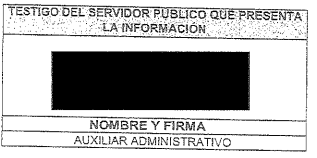 TESTIGO DEL SERVIDOR PÚBLICO QUE PRESENTA
LA INFORMACIÓN
NOMBRE Y FIRMA
AUXILIAR ADMINISTRATIVO